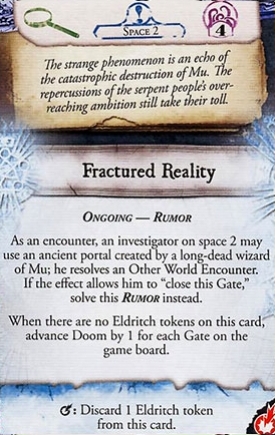 SPACE 2
4
The strange phenomenon is an echo of
the catastrophic destruction of Mu. The
repercussions of the serpent people's over-
reaching ambition still take their toll.
Fractured Reality
ONGOING — RUMOR
As an encounter, an investigator on space 2 may
use an ancient portal created by a long-dead wizard
of Mu; he resolves an Other World Encounter.
If the effect allows him to "close this Gate,"
solve this RUMOR instead.
When there are no Eldritch tokens on this card,
advance Doom by 1 for each Gate on the
game board.
: Discard 1 Eldritch token
from this card.